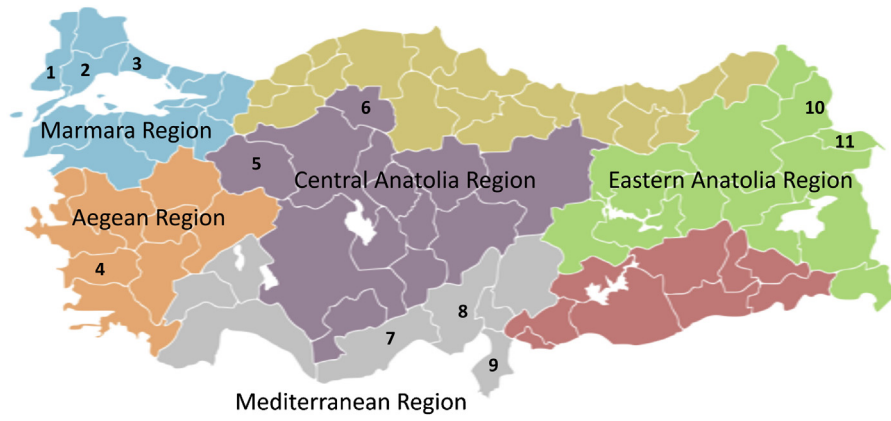 1
2
3
6
10
Marmara Region
11
5
Central Anatolia Region
Eastern Anatolia Region
Aegean Region
4
8
7
9
Mediterranean Region